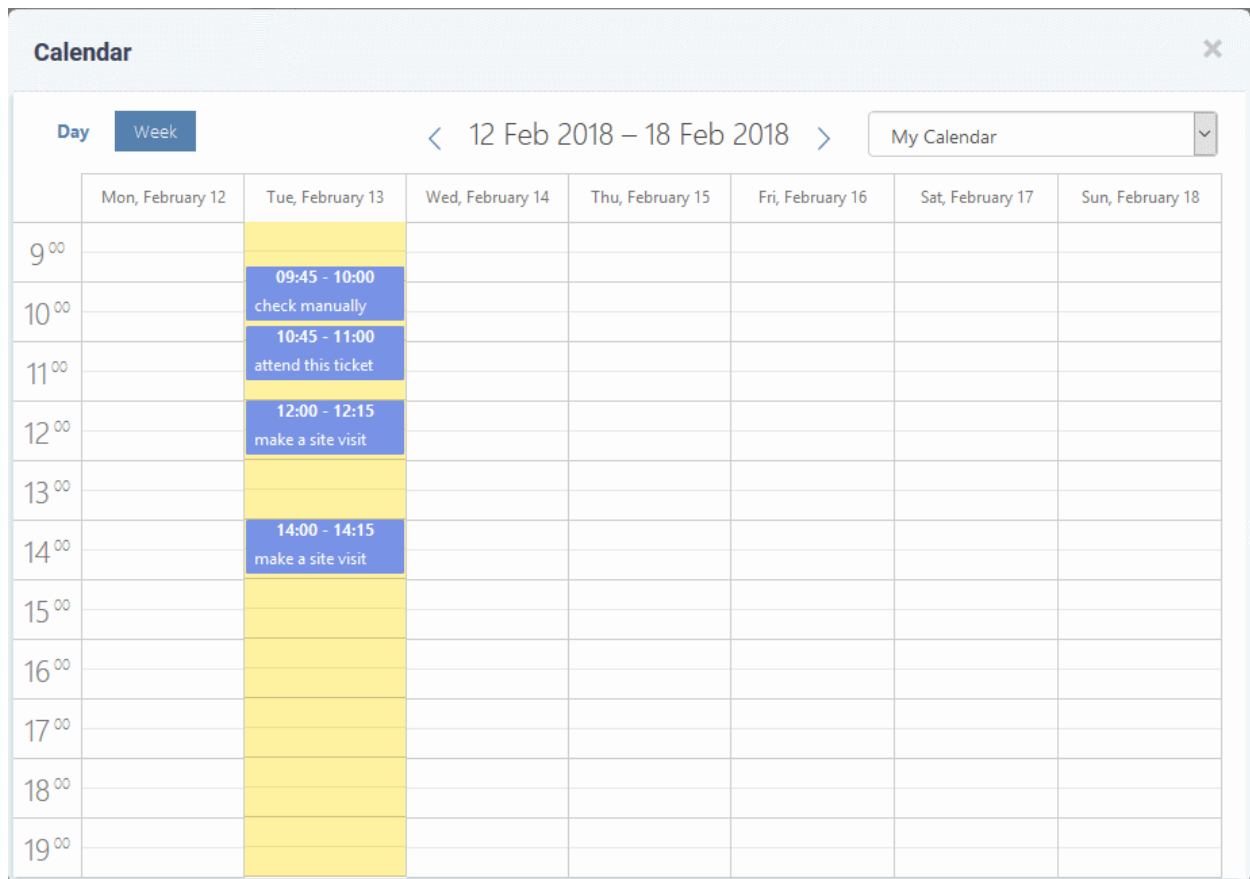 Calendar
×
Day Week 12 Feb 2018 – 18 Feb 2018 My Calendar
Mon, February 12 Tue, February 13 Wed, February 14 Thu, February 15 Fri, February 16 Sat, February 17 Sun, February 18
9 00
09:45 - 10:00
check manually
10 00
10:45 - 11:00
attend this ticket
11 00
12:00 - 12:15
12 00
make a site visit
13 00
14:00 - 14:15
14 00
make a site visit
15 00
16 00
17 00
18 00
19 00